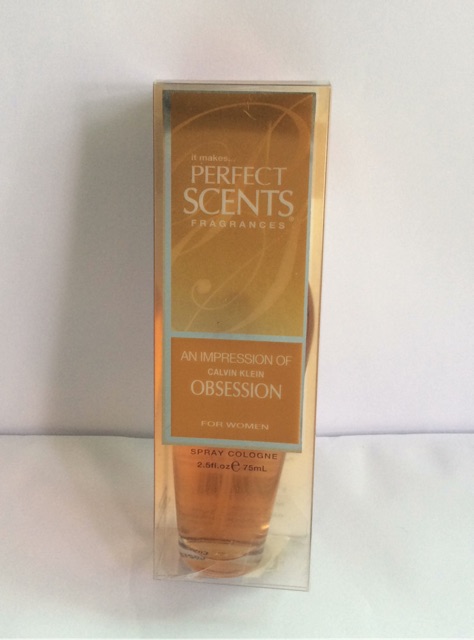 it makes...
PERFECT
SCENTS®
FRAGRANCES
AN IMPRESSION OF
CALVIN KLEIN
OBSESSION
FOR WOMEN
SPRAY COLOGNE
2.5fl.oz℮75mL